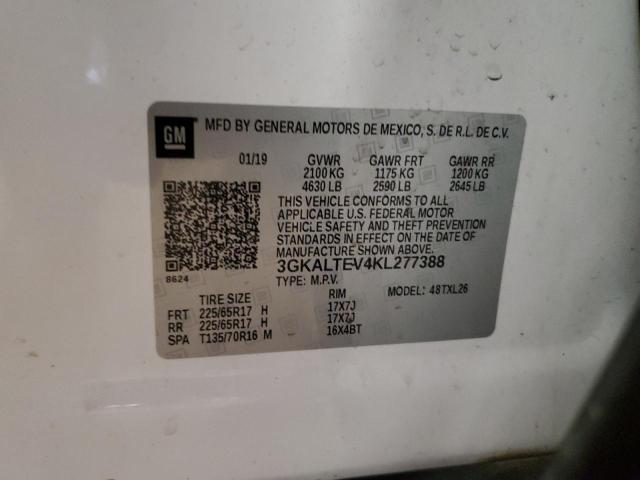 GM
MFD BY GENERAL MOTORS DE MEXICO, S. DE R.L. DE C.V.
01/19 GVWR GAWR FRT GAWR RR
2100 KG 1175 KG 1200 KG
4630 LB 2590 LB 2645 LB
THIS VEHICLE CONFORMS TO ALL
APPLICABLE U.S. FEDERAL MOTOR
VEHICLE SAFETY AND THEFT PREVENTION
STANDARDS IN EFFECT ON THE DATE OF
MANUFACTURE SHOWN ABOVE.
3GKALTEV4KL277388
8624
TYPE: M.P.V. MODEL: 48TXL26
TIRE SIZE RIM
FRT 225/65R17 H 17X7J
RR 225/65R17 H 17X7J
SPA T135/70R16 M 16X4BT